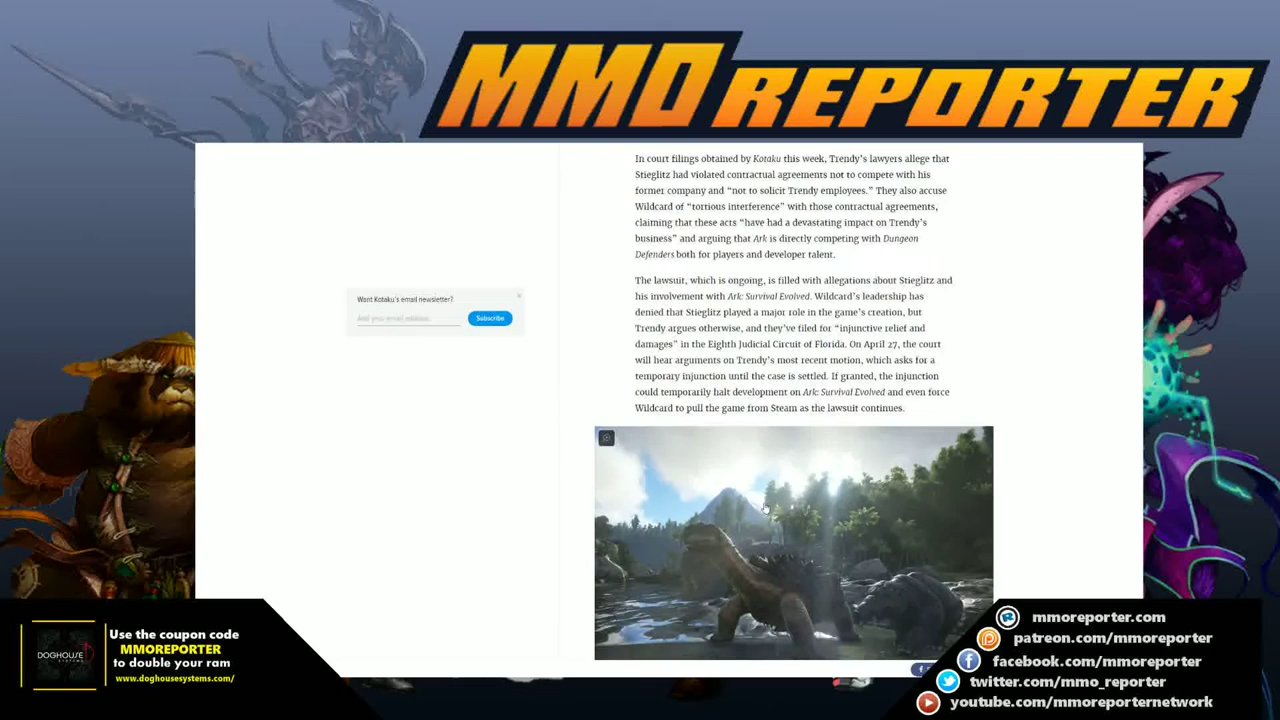 MMO REPORTER
In court filings obtained by Kotaku this week, Trendy's lawyers allege that
Stieglitz had violated contractual agreements not to compete with his
former company and “not to solicit Trendy employees.” They also accuse
Wildcard of “tortious interference” with those contractual agreements,
claiming that these acts “have had a devastating impact on Trendy's
business” and arguing that Ark is directly competing with Dungeon
Defenders both for players and developer talent.
The lawsuit, which is ongoing, is filled with allegations about Stieglitz and
his involvement with Ark: Survival Evolved. Wildcard's leadership has
denied that Stieglitz played a major role in the game's creation, but
Trendy argues otherwise, and they've filed for “injunctive relief and
damages” in the Eighth Judicial Circuit of Florida. On April 27, the court
will hear arguments on Trendy's most recent motion, which asks for a
temporary injunction until the case is settled. If granted, the injunction
could temporarily halt development on Ark: Survival Evolved and even force
Wildcard to pull the game from Steam as the lawsuit continues.
Want Kotaku's email newsletter?
Add your email address
Subscribe
DOGHOUSE
SYSTEMS
Use the coupon code
MMOREPORTER
to double your ram
www.doghousesystems.com/
mmoreporter.com
patreon.com/mmoreporter
facebook.com/mmoreporter
twitter.com/mmo_reporter
youtube.com/mmoreporternetwork